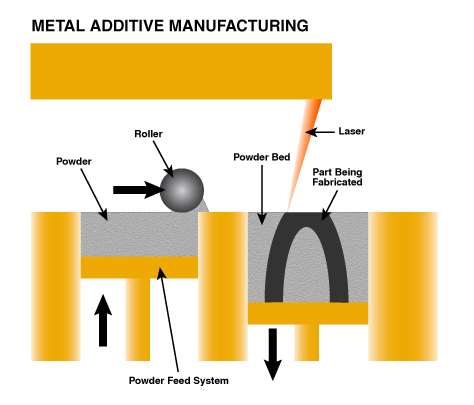 METAL ADDITIVE MANUFACTURING
Laser
Roller
Powder
Powder Bed
Part Being
Fabricated
Powder Feed System